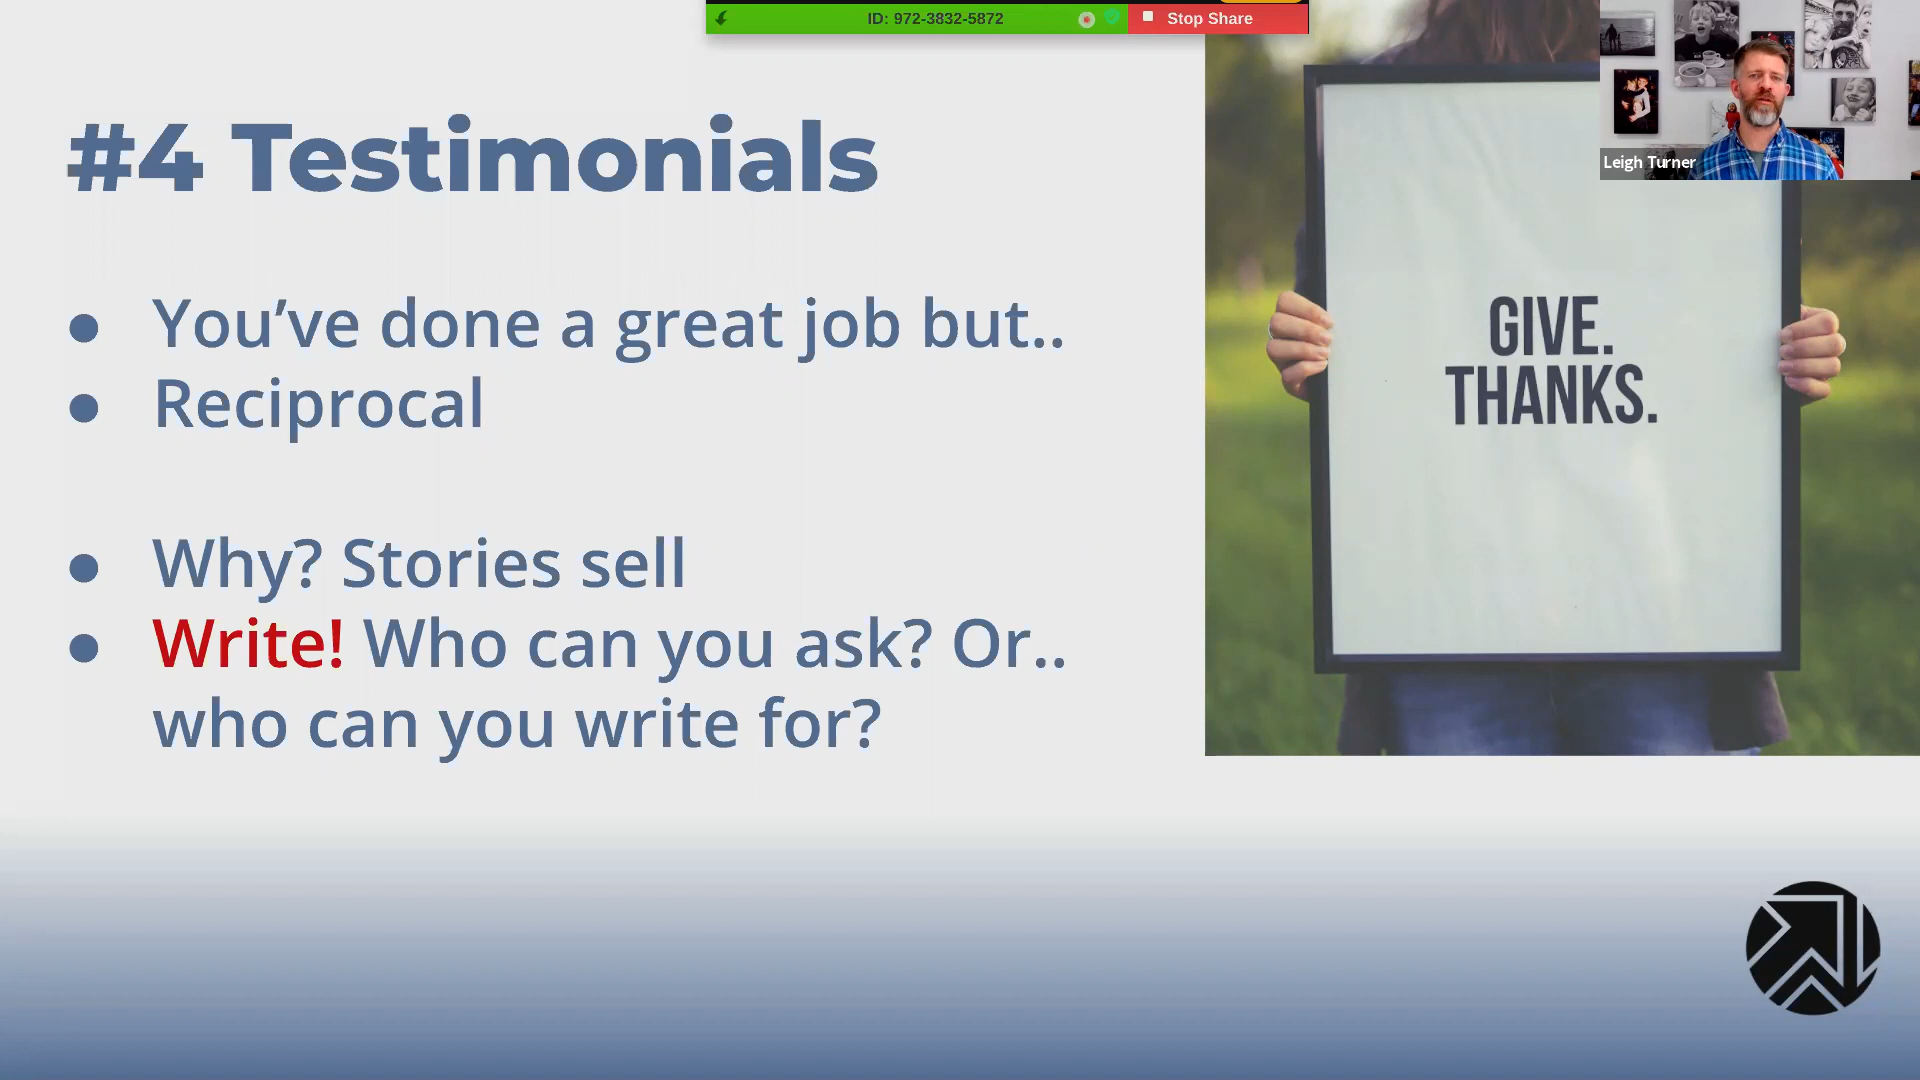 ID: 972-3832-5872
Stop Share
Leigh Turner
#4 Testimonials
● You’ve done a great job but..
● Reciprocal
● Why? Stories sell
● Write! Who can you ask? Or..
who can you write for?
GIVE.
THANKS.